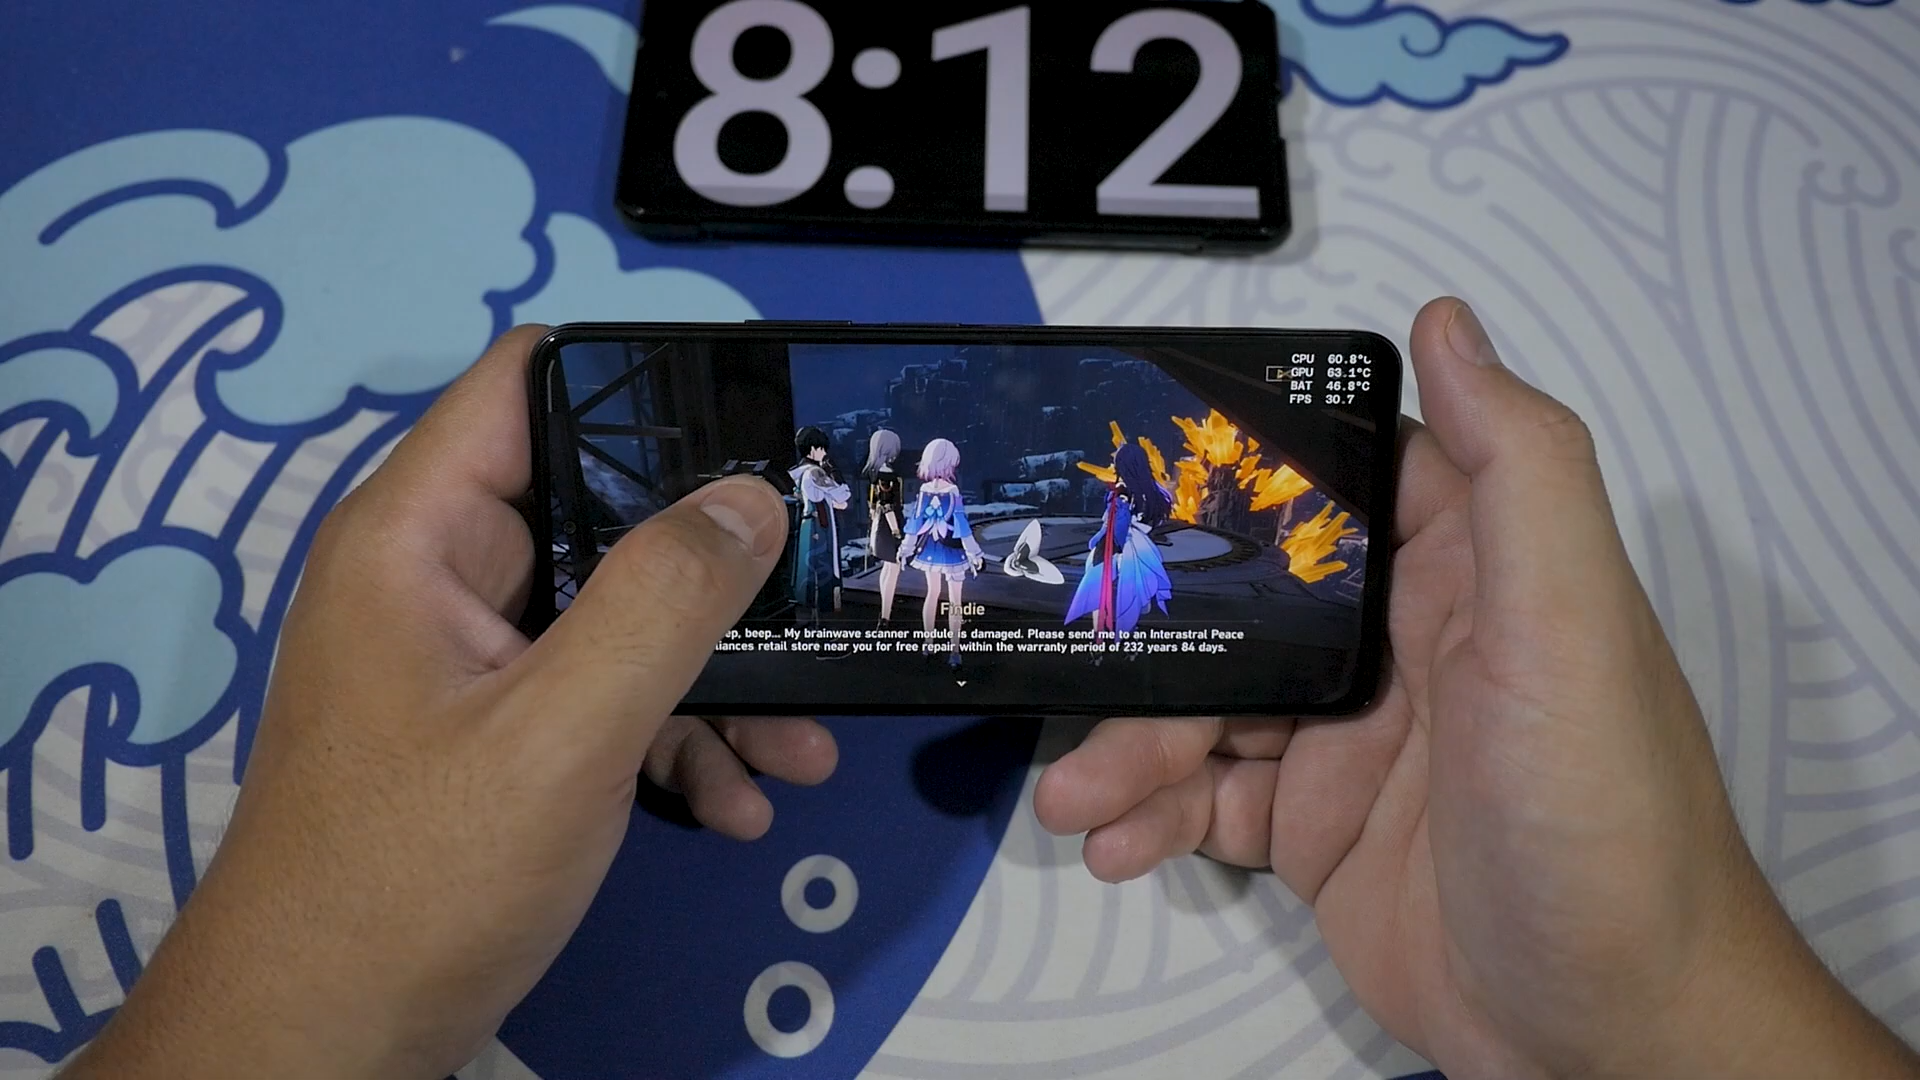 8:12
CPU 60.8°C
GPU 63.1°C
BAT 46.8°C
FPS 30.7
Findie
beep... My brainwave scanner module is damaged. Please send me to an Interastral Peace
retail store near you for free repair within the warranty period of 232 years 84 days.